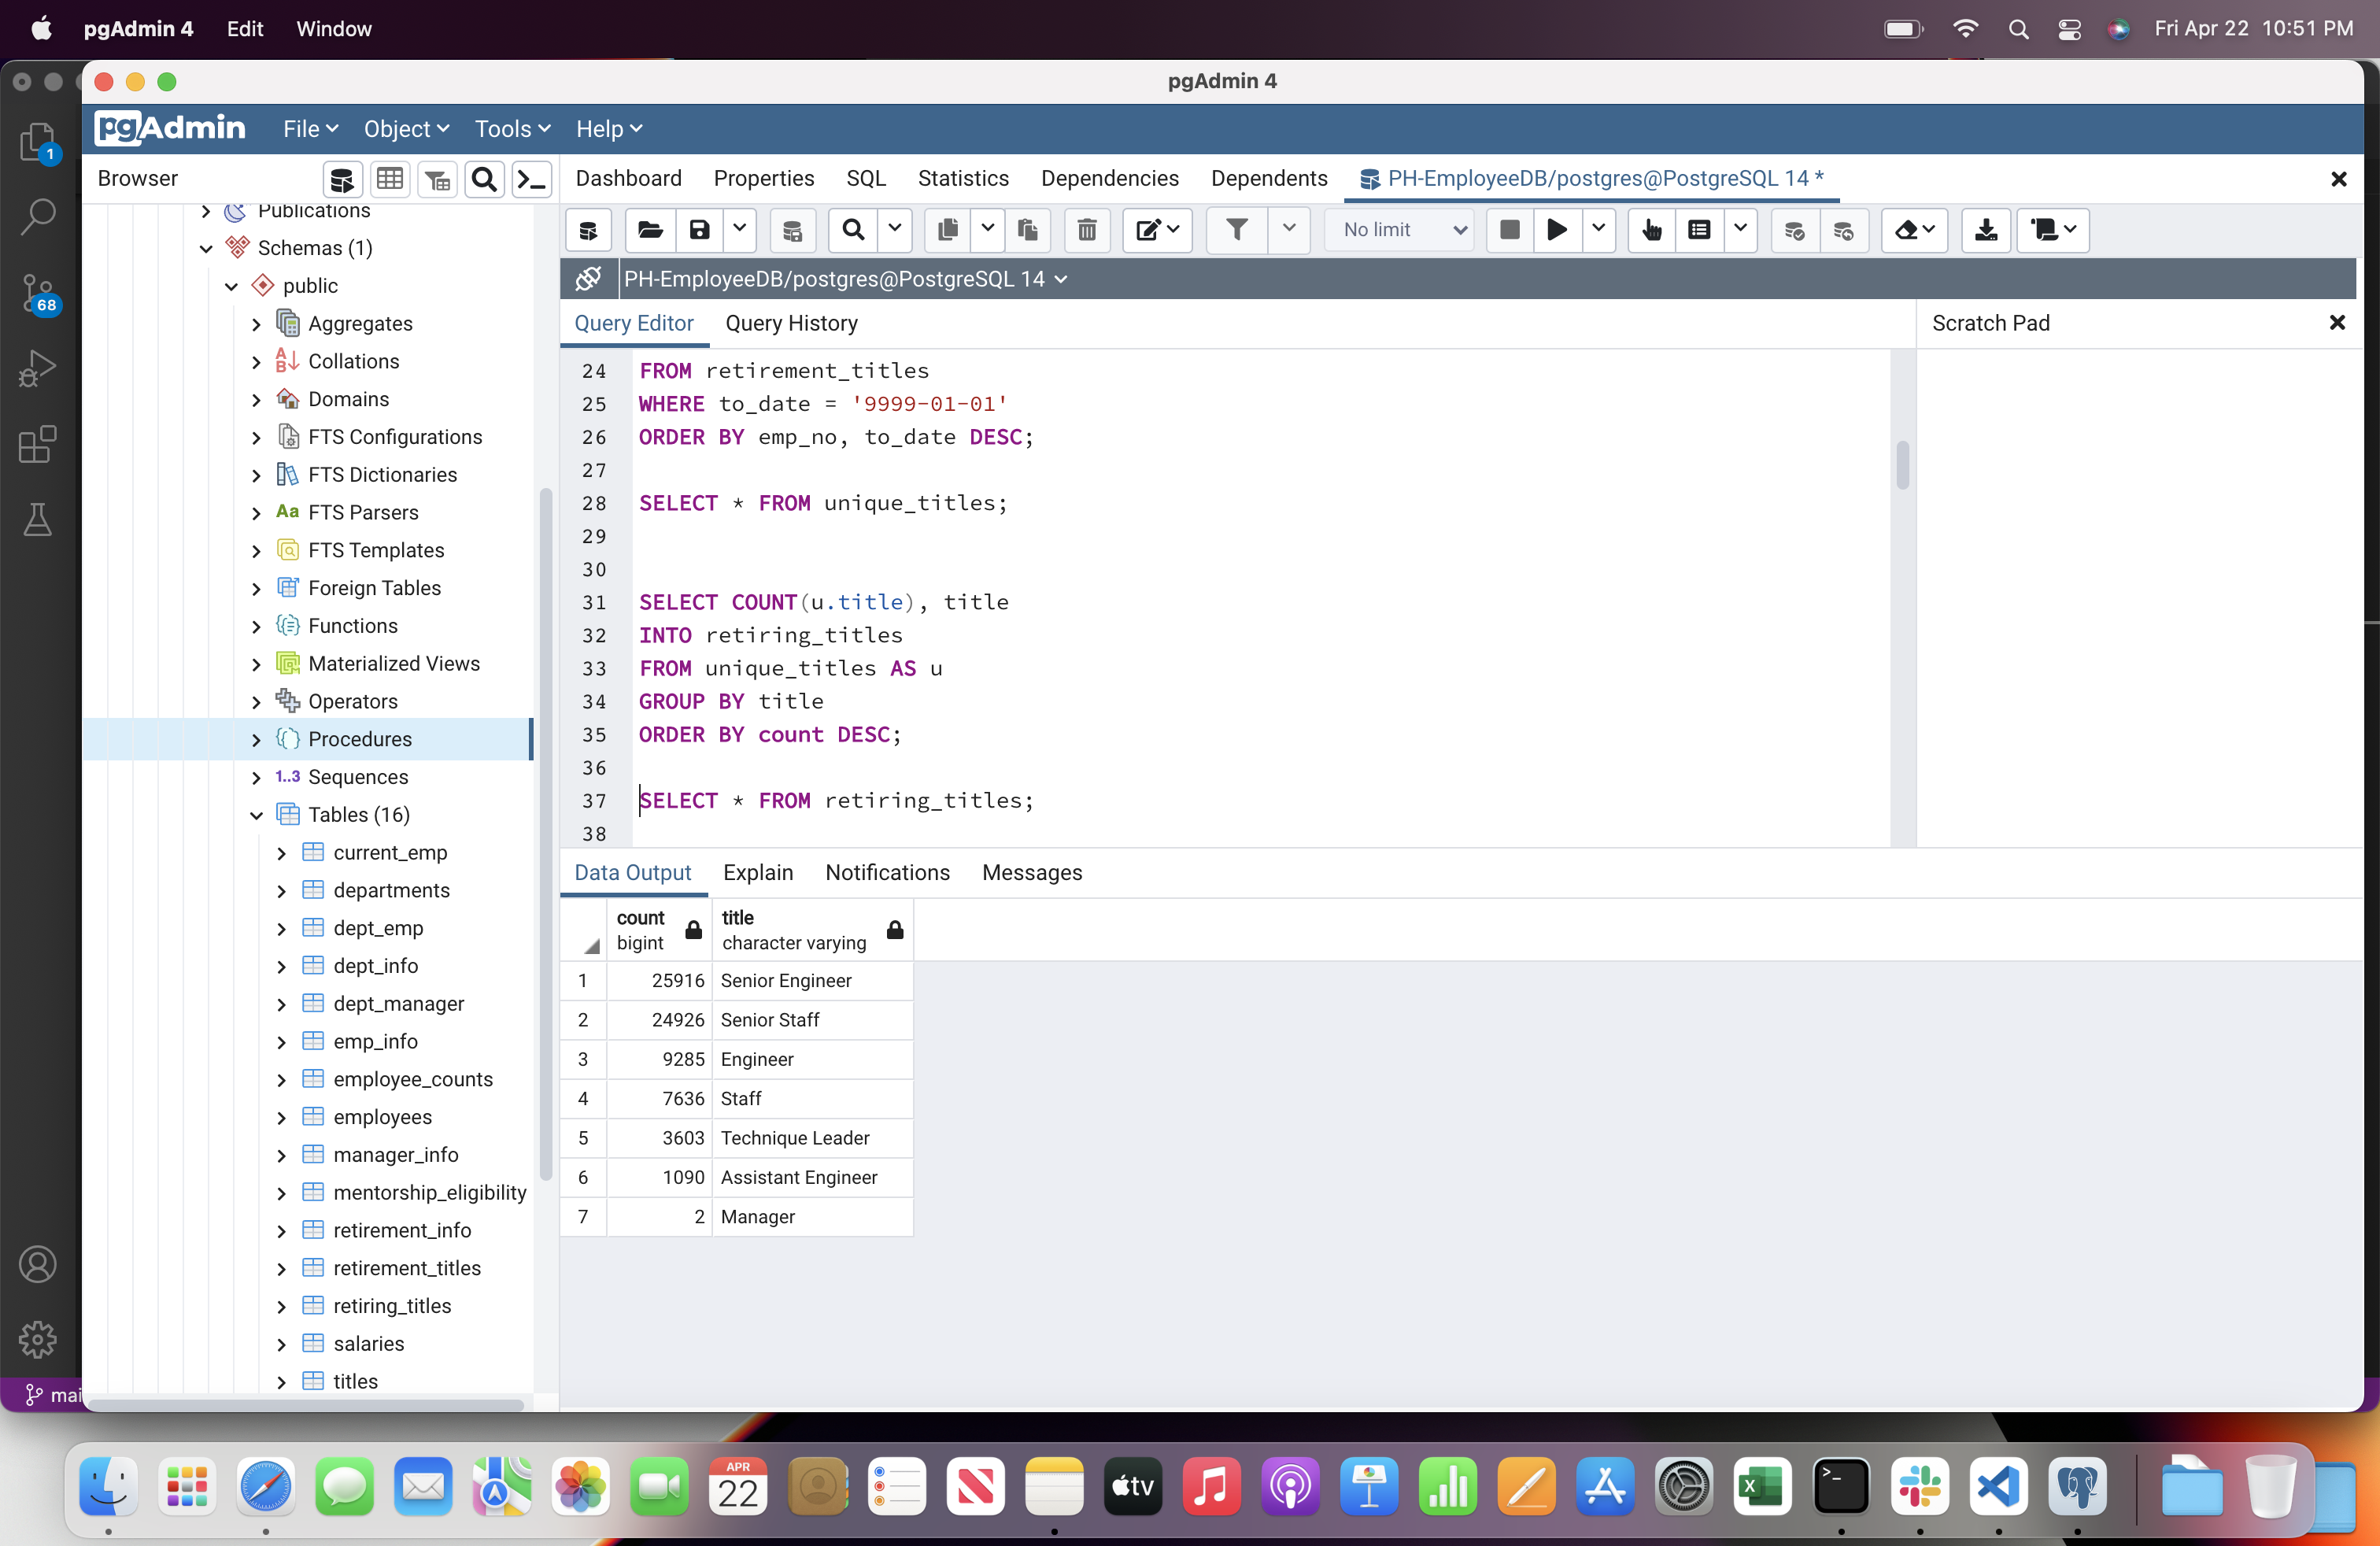 pgAdmin 4 Edit Window Fri Apr 22 10:51 PM
pgAdmin 4
pgAdmin File Object Tools Help
Browser
Dashboard Properties SQL Statistics Dependencies Dependents PH-EmployeeDB/postgres@PostgreSQL 14 *
No limit
PH-EmployeeDB/postgres@PostgreSQL 14
Query Editor Query History
Scratch Pad
1
68
mai
Publications
Schemas (1)
public
Aggregates
Collations
Domains
FTS Configurations
FTS Dictionaries
Aa FTS Parsers
FTS Templates
Foreign Tables
Functions
Materialized Views
Operators
Procedures
1..3 Sequences
Tables (16)
current_emp
departments
dept_emp
dept_info
dept_manager
emp_info
employee_counts
employees
manager_info
mentorship_eligibility
retirement_info
retirement_titles
retiring_titles
salaries
titles
24 FROM retirement_titles
25 WHERE to_date = '9999-01-01'
26 ORDER BY emp_no, to_date DESC;
27
28 SELECT * FROM unique_titles;
29
30
31 SELECT COUNT(u.title), title
32 INTO retiring_titles
33 FROM unique_titles AS u
34 GROUP BY title
35 ORDER BY count DESC;
36
37 SELECT * FROM retiring_titles;
38
Data Output Explain Notifications Messages
count title
bigint character varying
1 25916 Senior Engineer
2 24926 Senior Staff
3 9285 Engineer
4 7636 Staff
5 3603 Technique Leader
6 1090 Assistant Engineer
7 2 Manager
APR
22
tv